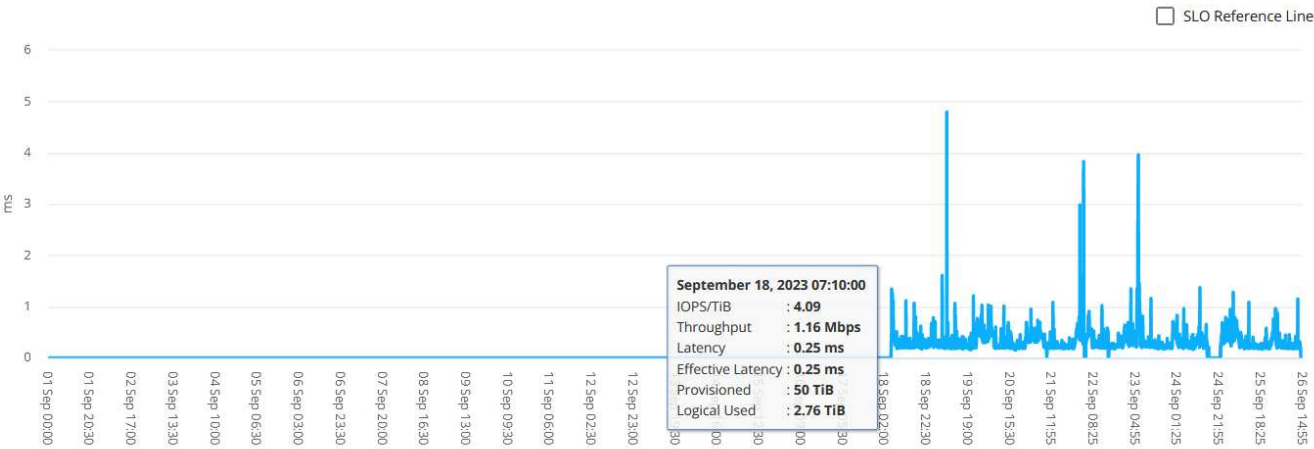 SLO Reference Line
6
5
4
3
2
1
0
ms
September 18, 2023 07:10:00
IOPS/TiB : 4.09
Throughput : 1.16 Mbps
Latency : 0.25 ms
Effective Latency : 0.25 ms
Provisioned : 50 TiB
Logical Used : 2.76 TiB
01 Sep 00:00
01 Sep 20:30
02 Sep 17:00
03 Sep 13:30
04 Sep 10:00
05 Sep 06:30
06 Sep 03:00
06 Sep 23:30
07 Sep 20:00
08 Sep 16:30
09 Sep 13:00
10 Sep 09:30
11 Sep 06:00
12 Sep 02:30
12 Sep 23:00
18 Sep 02:00
18 Sep 22:30
19 Sep 19:00
20 Sep 15:30
21 Sep 11:55
22 Sep 08:25
23 Sep 04:55
24 Sep 01:25
24 Sep 21:55
25 Sep 18:25
26 Sep 14:55